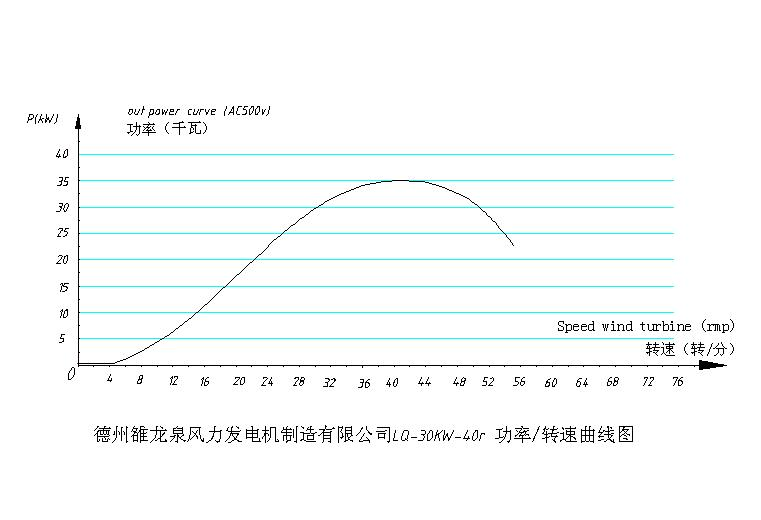 out power curve (AC500v)
P(kW)
功率（千瓦）
40
35
30
25
20
15
10
5
Speed wind turbine (rmp)
转速（转/分）
0 4 8 12 16 20 24 28 32 36 40 44 48 52 56 60 64 68 72 76
德州雒龙泉风力发电机制造有限公司LQ-30KW-40r 功率/转速曲线图